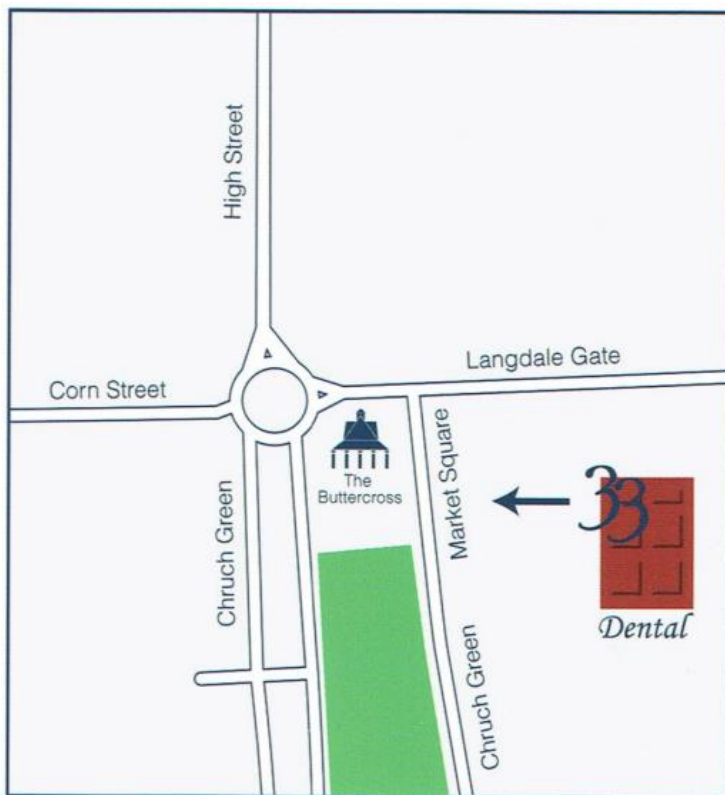 High Street
Langdale Gate
Corn Street
The
Buttercross
Market Square
33
Dental
Chruch Green
Chruch Green